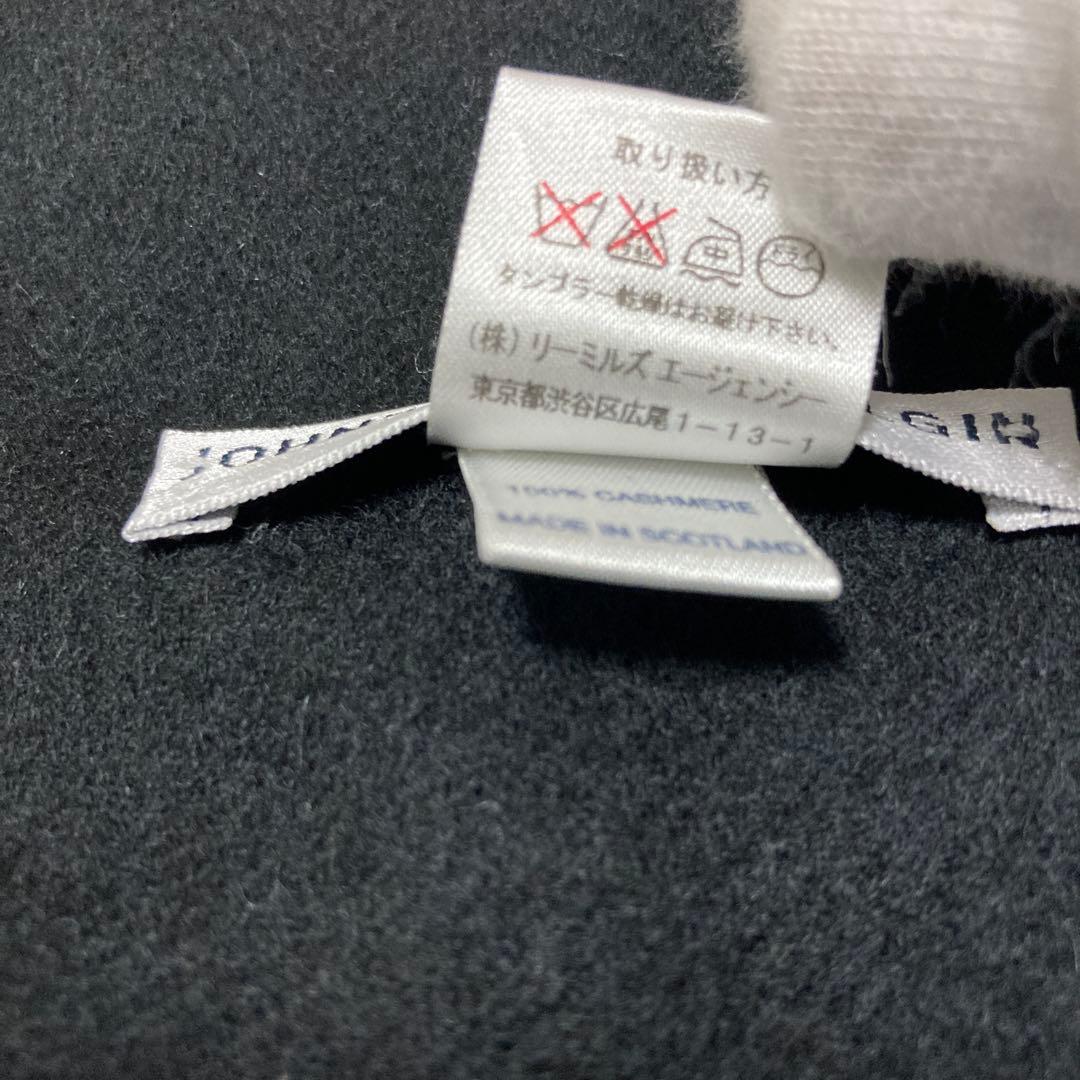 取り扱い方
中
タンブラー乾燥はお避け下さい。
(株) リーミルズ エージェンシー
東京都渋谷区広尾1-13-1
100% CASHMERE
MADE IN SCOTLAND